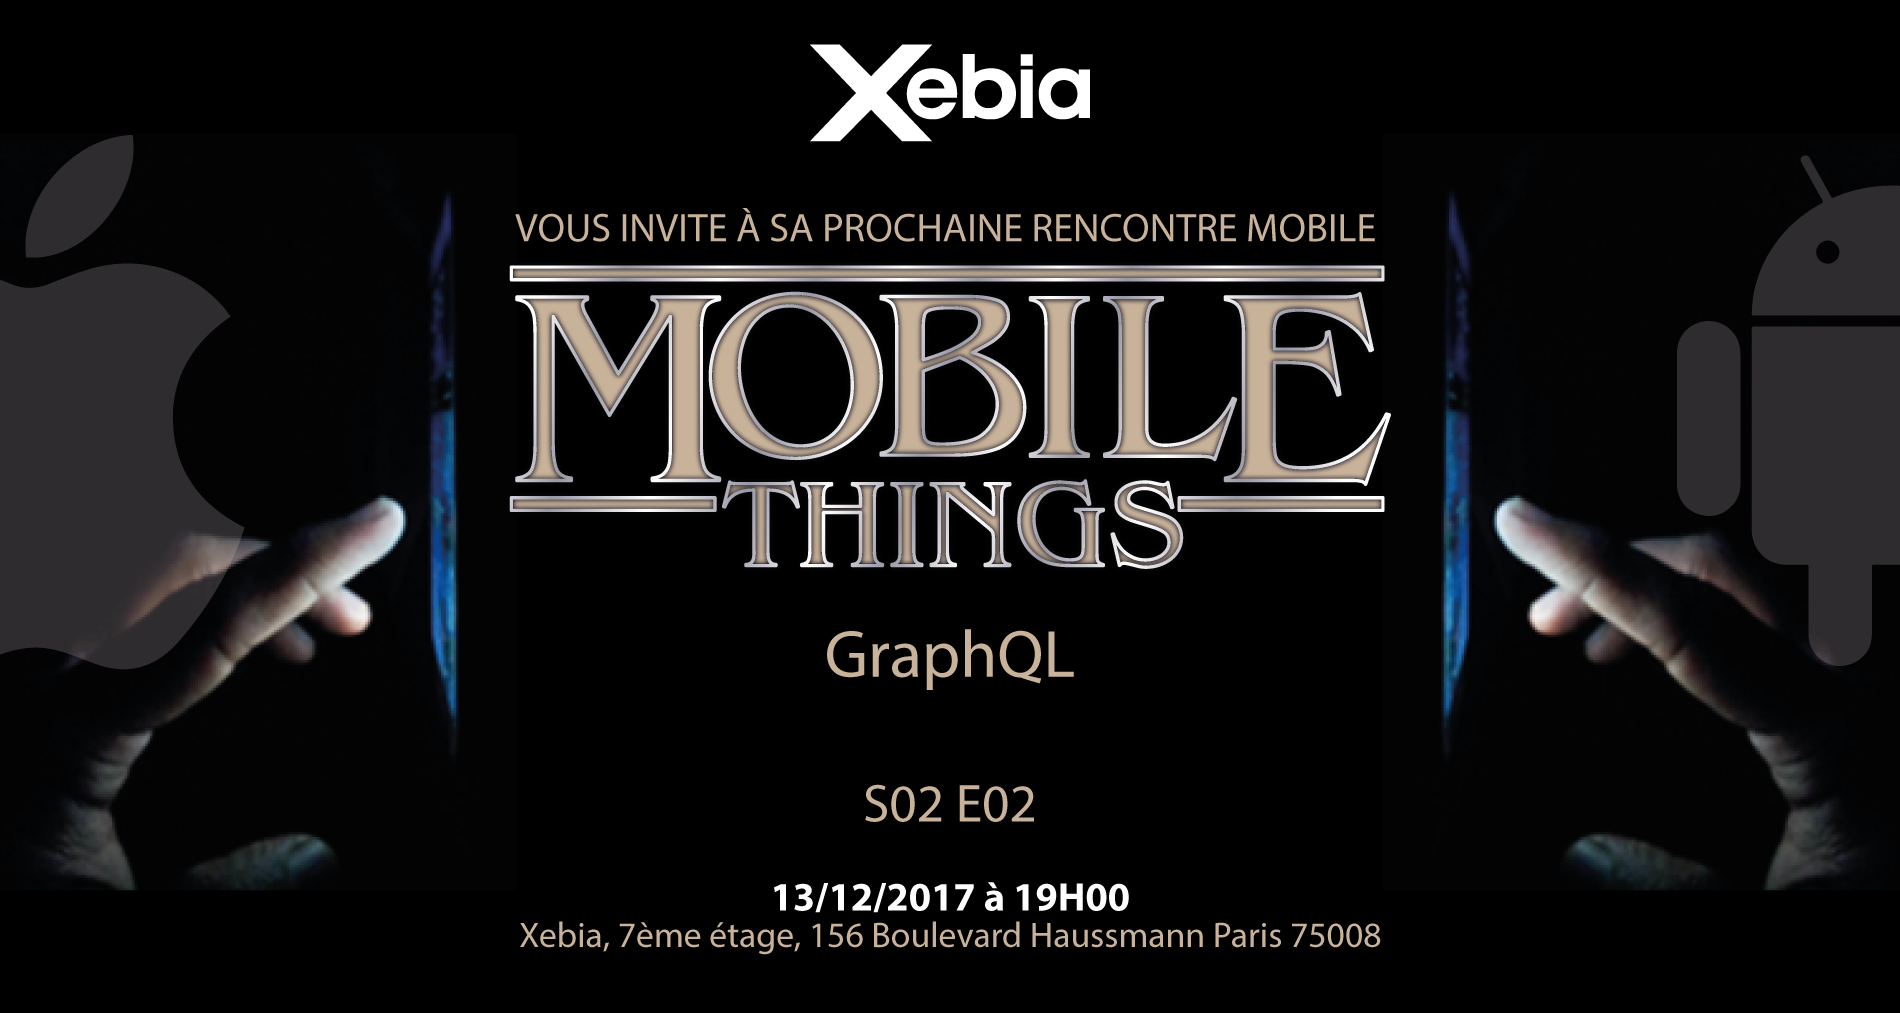 Xebia
VOUS INVITE À SA PROCHAINE RENCONTRE MOBILE
MOBILE
THINGS
GraphQL
S02 E02
13/12/2017 à 19H00
Xebia, 7ème étage, 156 Boulevard Haussmann Paris 75008